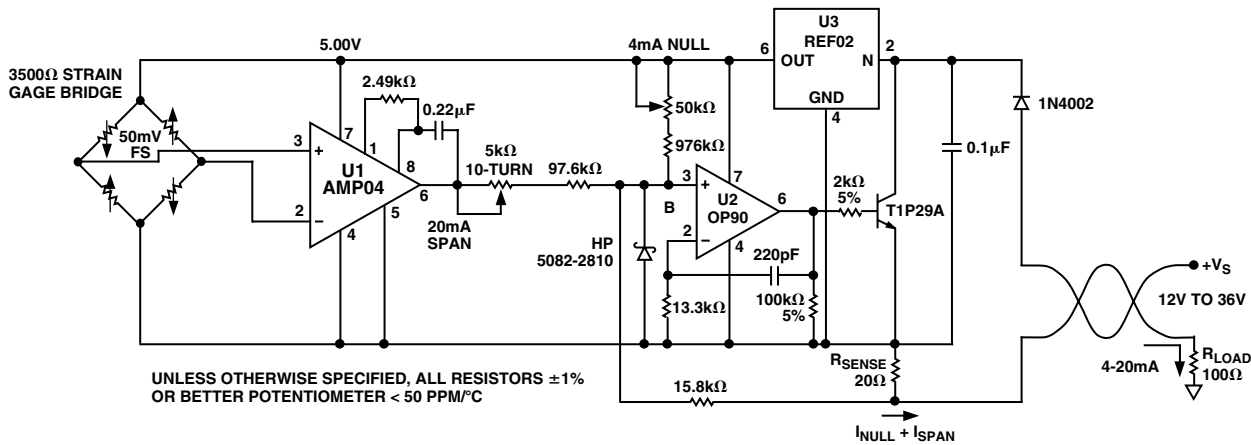 3500Ω STRAIN
GAGE BRIDGE
50mV
FS
5.00V
2.49kΩ
0.22µF
3
+
7
1
8
U1
AMP04
6
2
−
5
4
5kΩ
10-TURN
20mA
SPAN
97.6kΩ
4mA NULL
50kΩ
976kΩ
3
+
7
B
U2
OP90
6
2
−
4
HP
5082-2810
220pF
13.3kΩ
100kΩ
5%
2kΩ
5%
T1P29A
U3
REF02
6
OUT
N
2
GND
4
0.1µF
1N4002
+VS
12V TO 36V
4-20mA
RLOAD
100Ω
RSENSE
20Ω
15.8kΩ
INULL + ISPAN
UNLESS OTHERWISE SPECIFIED, ALL RESISTORS ±1%
OR BETTER POTENTIOMETER < 50 PPM/°C